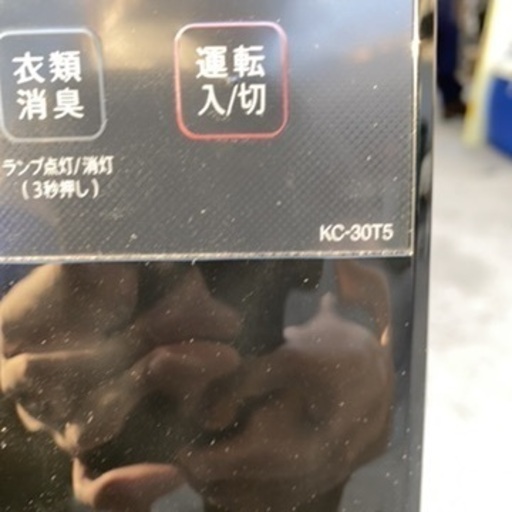 衣類
消臭
運転
入/切
ランプ点灯/消灯
(3秒押し)
KC-30T5